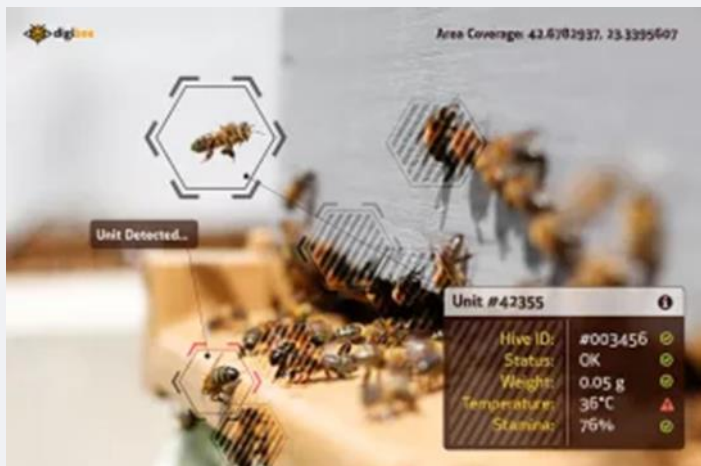 digibee
Area Coverage: 42.6782937, 23.3395607
Unit Detected...
Unit #42355
Hive ID: #003456
Status: OK
Weight: 0.05 g
Temperature: 36°C
Stamina: 76%